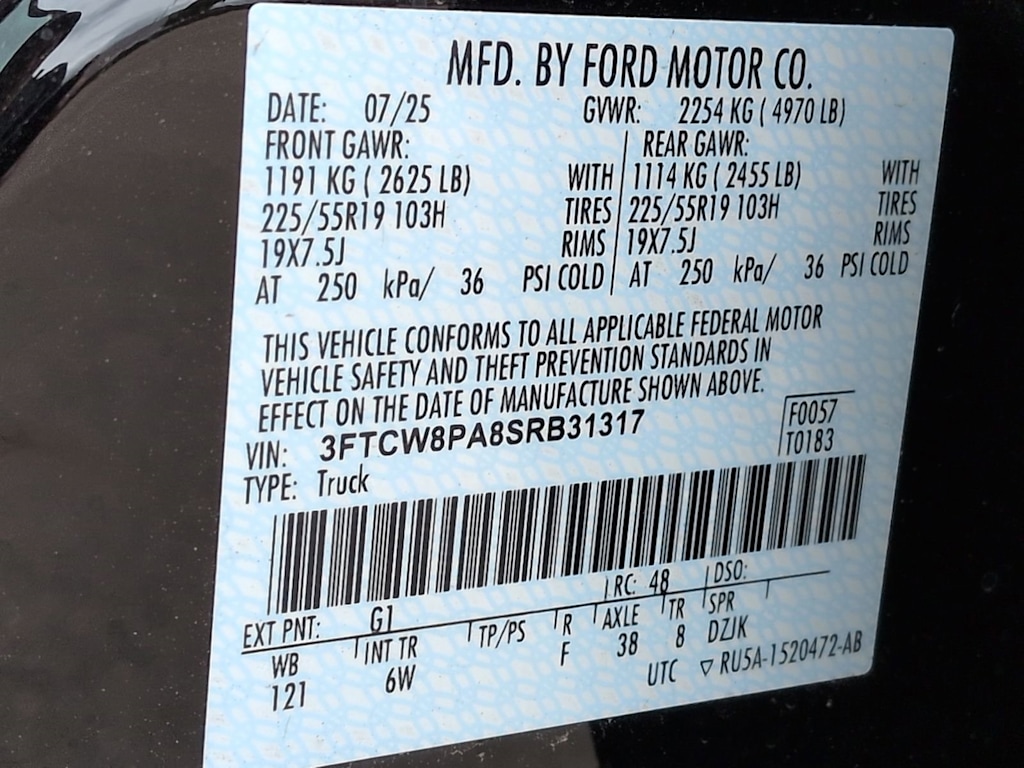 MFD. BY FORD MOTOR CO.
DATE: 07/25 GVWR: 2254 KG ( 4970 LB)
FRONT GAWR: REAR GAWR:
1191 KG ( 2625 LB) WITH 1114 KG ( 2455 LB) WITH
225/55R19 103H TIRES 225/55R19 103H TIRES
19X7.5J RIMS 19X7.5J RIMS
AT 250 kPa/ 36 PSI COLD AT 250 kPa/ 36 PSI COLD
THIS VEHICLE CONFORMS TO ALL APPLICABLE FEDERAL MOTOR
VEHICLE SAFETY AND THEFT PREVENTION STANDARDS IN
EFFECT ON THE DATE OF MANUFACTURE SHOWN ABOVE.
VIN: 3FTCW8PA8SRB31317 F0057
TYPE: Truck T0183
EXT PNT: G1 RC: 48 DSO:
WB INT TR TP/PS R AXLE TR SPR
121 6W F 38 8 DZJK
UTC ▽ RU5A-1520472-AB